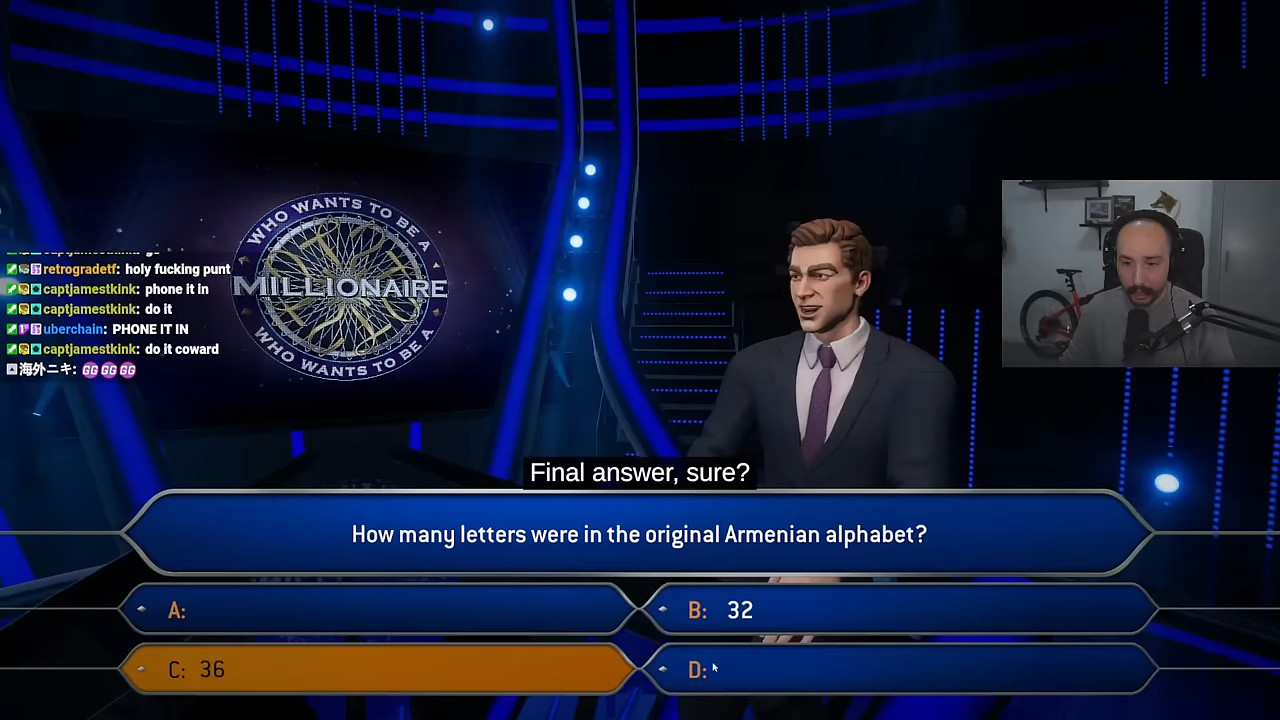 WHO WANTS TO BE A
MILLIONAIRE
WHO WANTS TO BE A
retrogradetf: holy fucking punt
captjamestkink: phone it in
captjamestkink: do it
uberchain: PHONE IT IN
captjamestkink: do it coward
海外ニキ: GG GG GG
Final answer, sure?
How many letters were in the original Armenian alphabet?
A:
B: 32
C: 36
D: